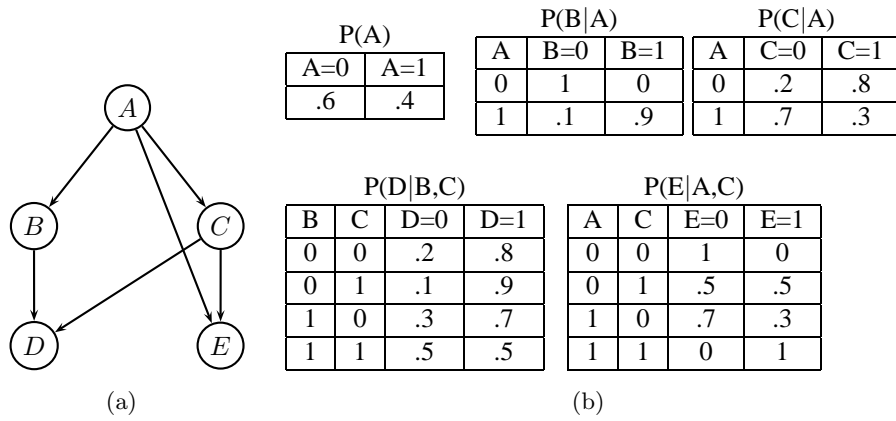 P(A)
A=0 A=1
.6 .4
P(B|A)
A B=0 B=1
0 1 0
1 .1 .9
P(C|A)
A C=0 C=1
0 .2 .8
1 .7 .3
A
B
C
D
E
P(D|B,C)
B C D=0 D=1
0 0 .2 .8
0 1 .1 .9
1 0 .3 .7
1 1 .5 .5
P(E|A,C)
A C E=0 E=1
0 0 1 0
0 1 .5 .5
1 0 .7 .3
1 1 0 1
(a)
(b)